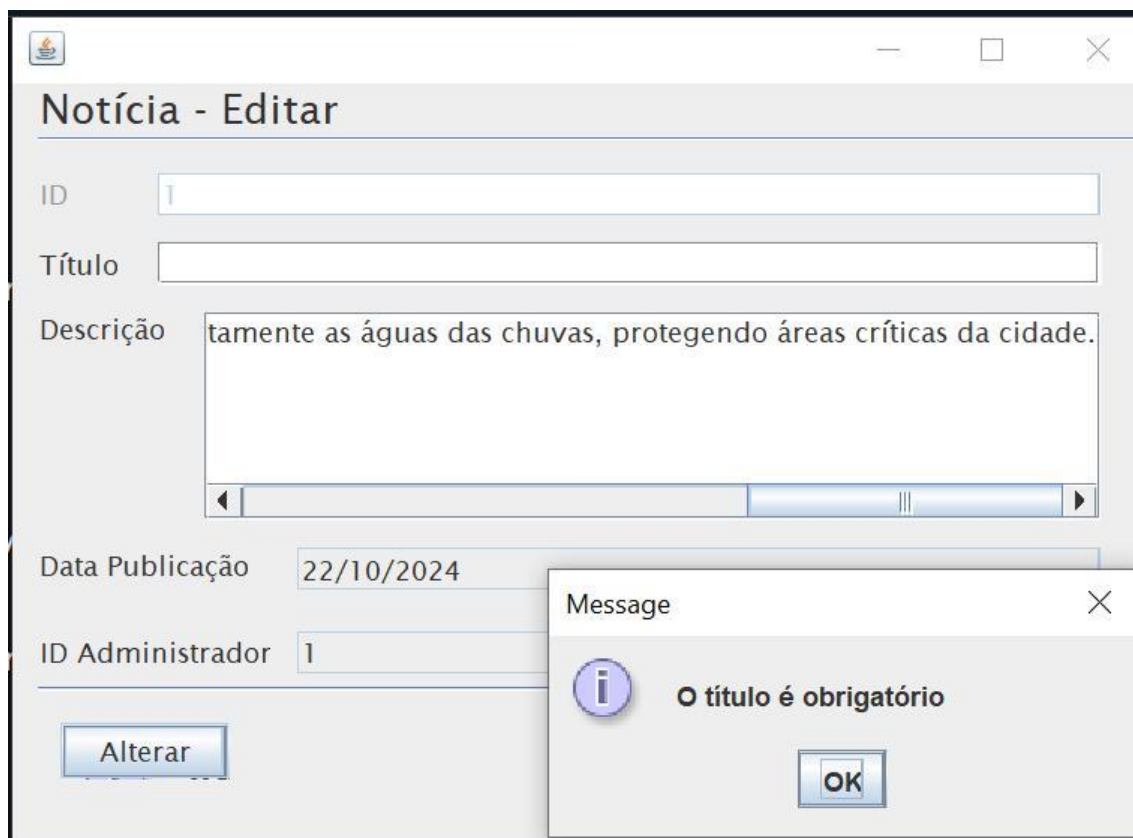 Notícia - Editar
ID 1
Título
Descrição tamente as águas das chuvas, protegendo áreas críticas da cidade.
Data Publicação 22/10/2024
Message
ID Administrador 1
O título é obrigatório
Alterar
OK